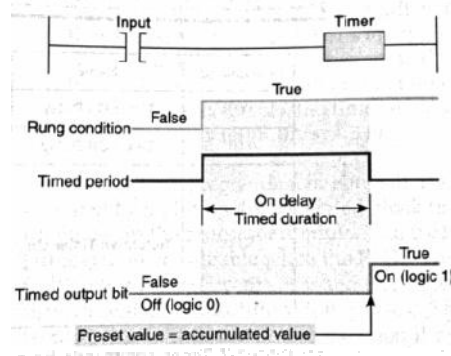 Input
Timer
True
False
Rung condition
Timed period
On delay
Timed duration
True
False
On (logic 1)
Timed output bit
Off (logic 0)
Preset value = accumulated value